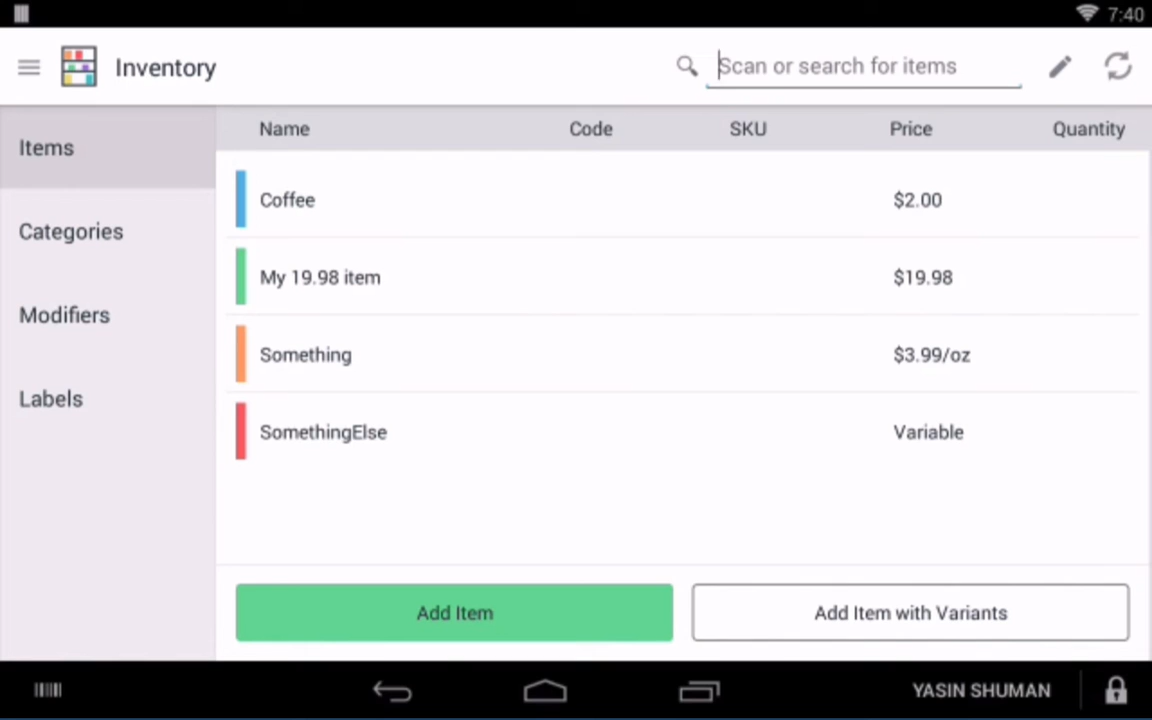 7:40
Inventory
Scan or search for items
Items
Categories
Modifiers
Labels
Name Code SKU Price Quantity
Coffee $2.00
My 19.98 item $19.98
Something $3.99/oz
SomethingElse Variable
Add Item
Add Item with Variants
YASIN SHUMAN